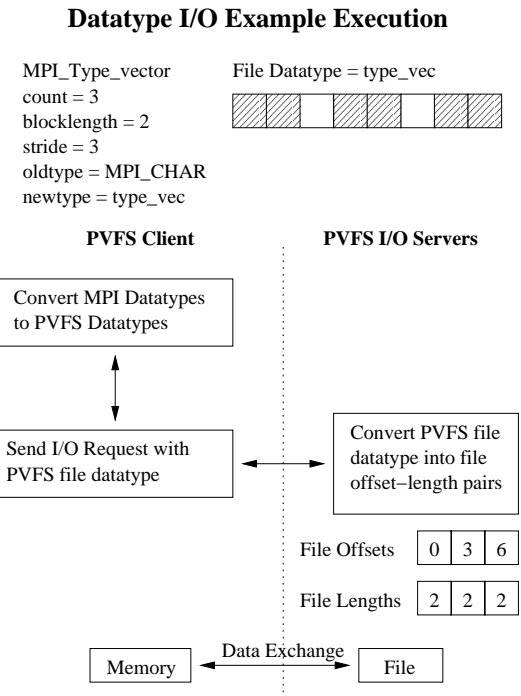 Datatype I/O Example Execution
MPI_Type_vector
count = 3
blocklength = 2
stride = 3
oldtype = MPI_CHAR
newtype = type_vec
File Datatype = type_vec
PVFS Client
PVFS I/O Servers
Convert MPI Datatypes
to PVFS Datatypes
Send I/O Request with
PVFS file datatype
Convert PVFS file
datatype into file
offset−length pairs
File Offsets 0 3 6
File Lengths 2 2 2
Data Exchange
Memory
File